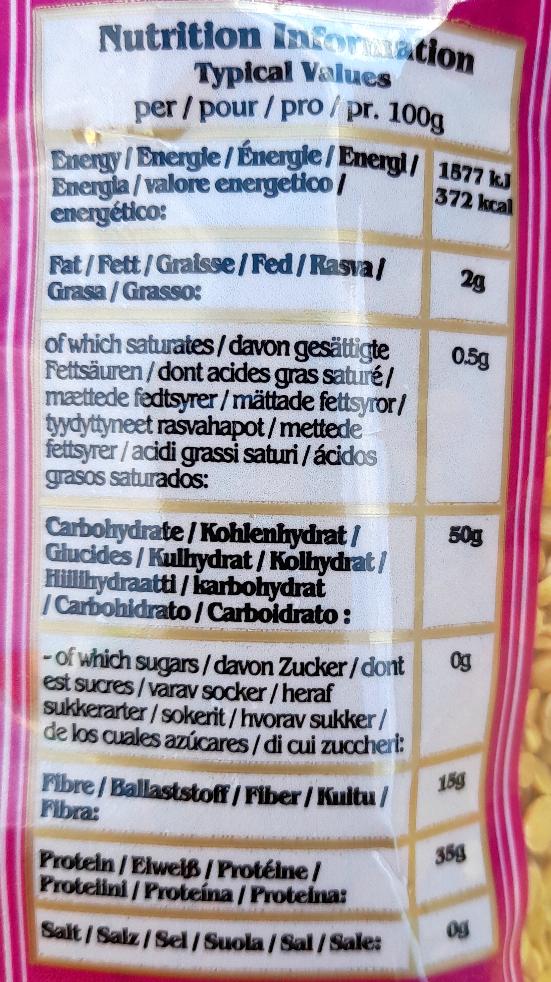 Nutrition Information
Typical Values
per / pour / pro / pr. 100g
Energy / Energie / Énergie / Energi / 1577 kJ
Energia / valore energetico / 372 kcal
energético:
Fat / Fett / Graisse / Fed / Rasva / 2g
Grasa / Grasso:
of which saturates / davon gesättigte 0.5g
Fettsäuren / dont acides gras saturé /
mættede fedtsyrer / mättade fettsyror /
tyydyttyneet rasvahapot / mettede
fettsyrer / acidi grassi saturi / ácidos
grasos saturados:
Carbohydrate / Kohlenhydrat / 50g
Glucides / Kulhydrat / Kolhydrat /
Hiilihydraatti / karbohydrat
/ Carbohidrato / Carboidrato :
- of which sugars / davon Zucker / dont 0g
est sucres / varav socker / heraf
sukkerarter / sokerit / hvorav sukker /
de los cuales azúcares / di cui zuccheri:
Fibre / Ballaststoff / Fiber / Kuitu / 15g
Fibra:
Protein / Eiweiß / Protéine / 35g
Proteiini / Proteína / Proteina:
Salt / Salz / Sel / Suola / Sal / Sale: 0g